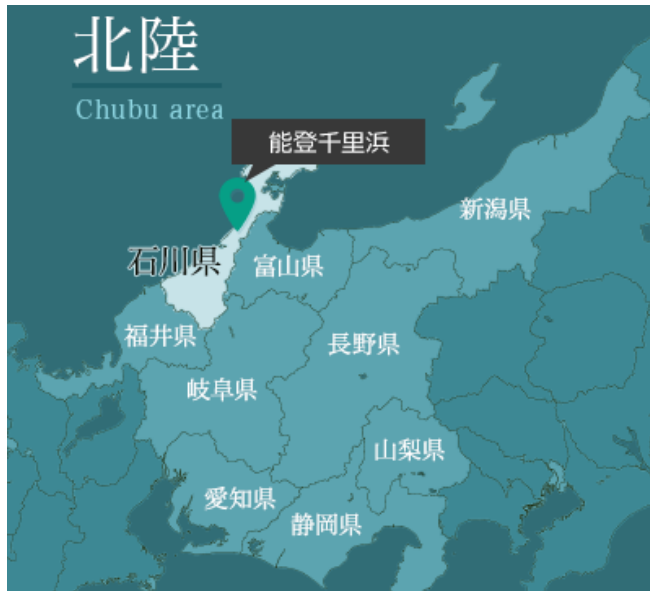 北陸
Chubu area
能登千里浜
新潟県
石川県
富山県
福井県
長野県
岐阜県
山梨県
愛知県
静岡県